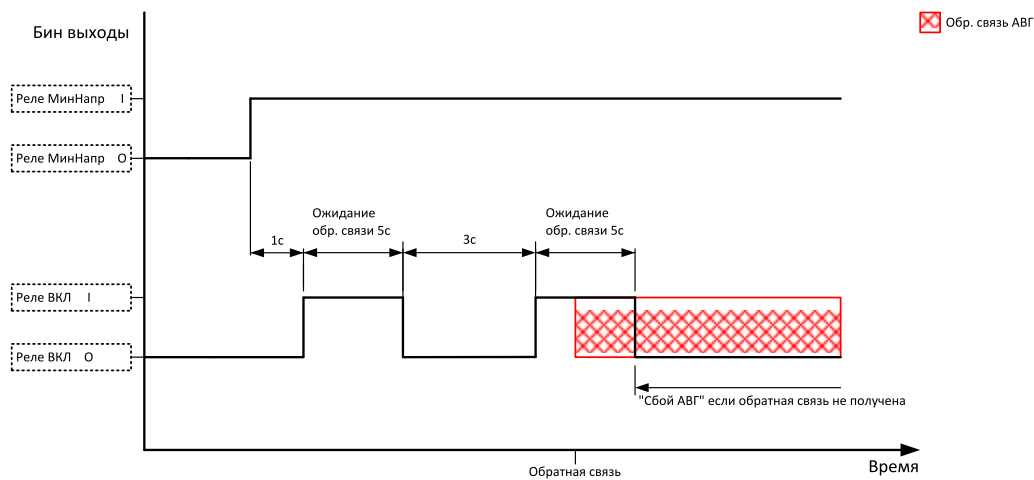 Бин выходы
Обр. связь АВГ
Реле МинНапр I
Реле МинНапр O
Ожидание
обр. связи 5с
Ожидание
обр. связи 5с
1с
3с
Реле ВКЛ I
Реле ВКЛ O
"Сбой АВГ" если обратная связь не получена
Обратная связь
Время